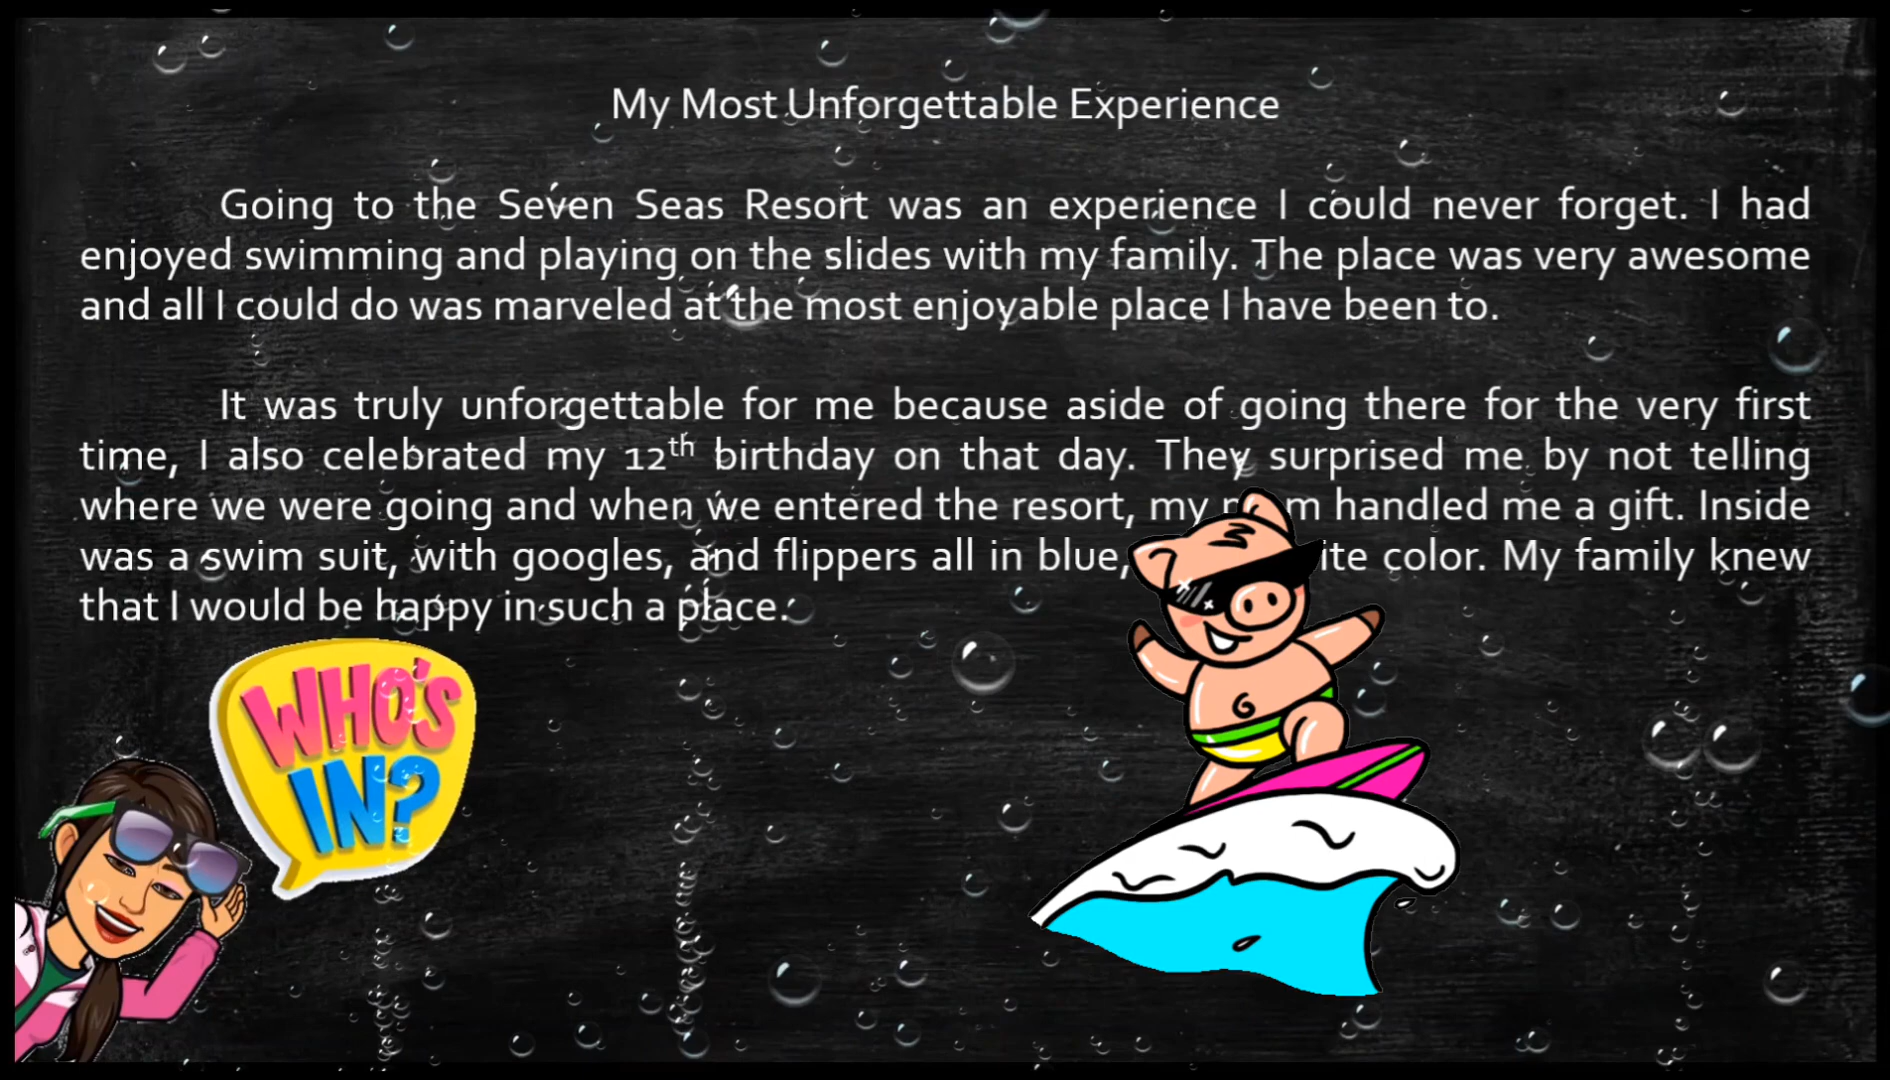 My Most Unforgettable Experience
Going to the Seven Seas Resort was an experience I could never forget. I had
enjoyed swimming and playing on the slides with my family. The place was very awesome
and all I could do was marveled at the most enjoyable place I have been to.
It was truly unforgettable for me because aside of going there for the very first
time, I also celebrated my 12th birthday on that day. They surprised me by not telling
where we were going and when we entered the resort, my handled me a gift. Inside
was a swim suit, with googles, and flippers all in blue, color. My family knew
that I would be happy in such a place.
WHO'S
IN?